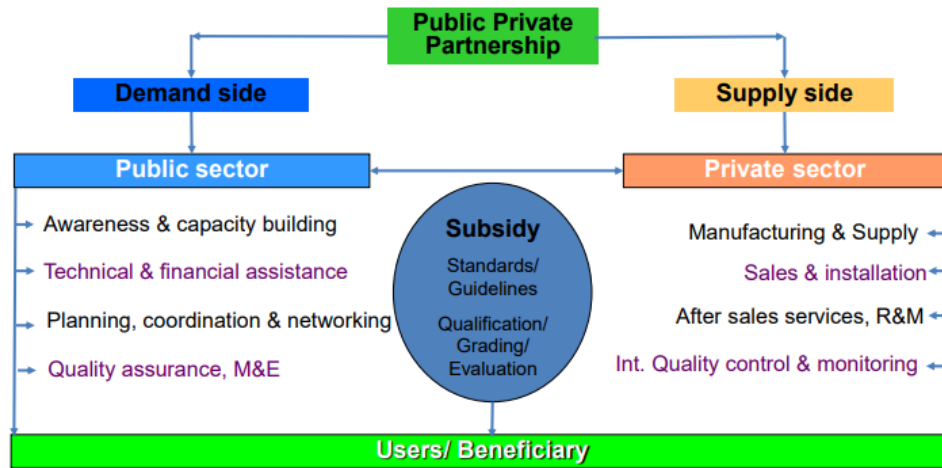 Public Private
Partnership
Demand side
Supply side
Public sector
Private sector
Awareness & capacity building
Technical & financial assistance
Planning, coordination & networking
Quality assurance, M&E
Subsidy
Standards/
Guidelines
Qualification/
Grading/
Evaluation
Manufacturing & Supply
Sales & installation
After sales services, R&M
Int. Quality control & monitoring
Users/ Beneficiary